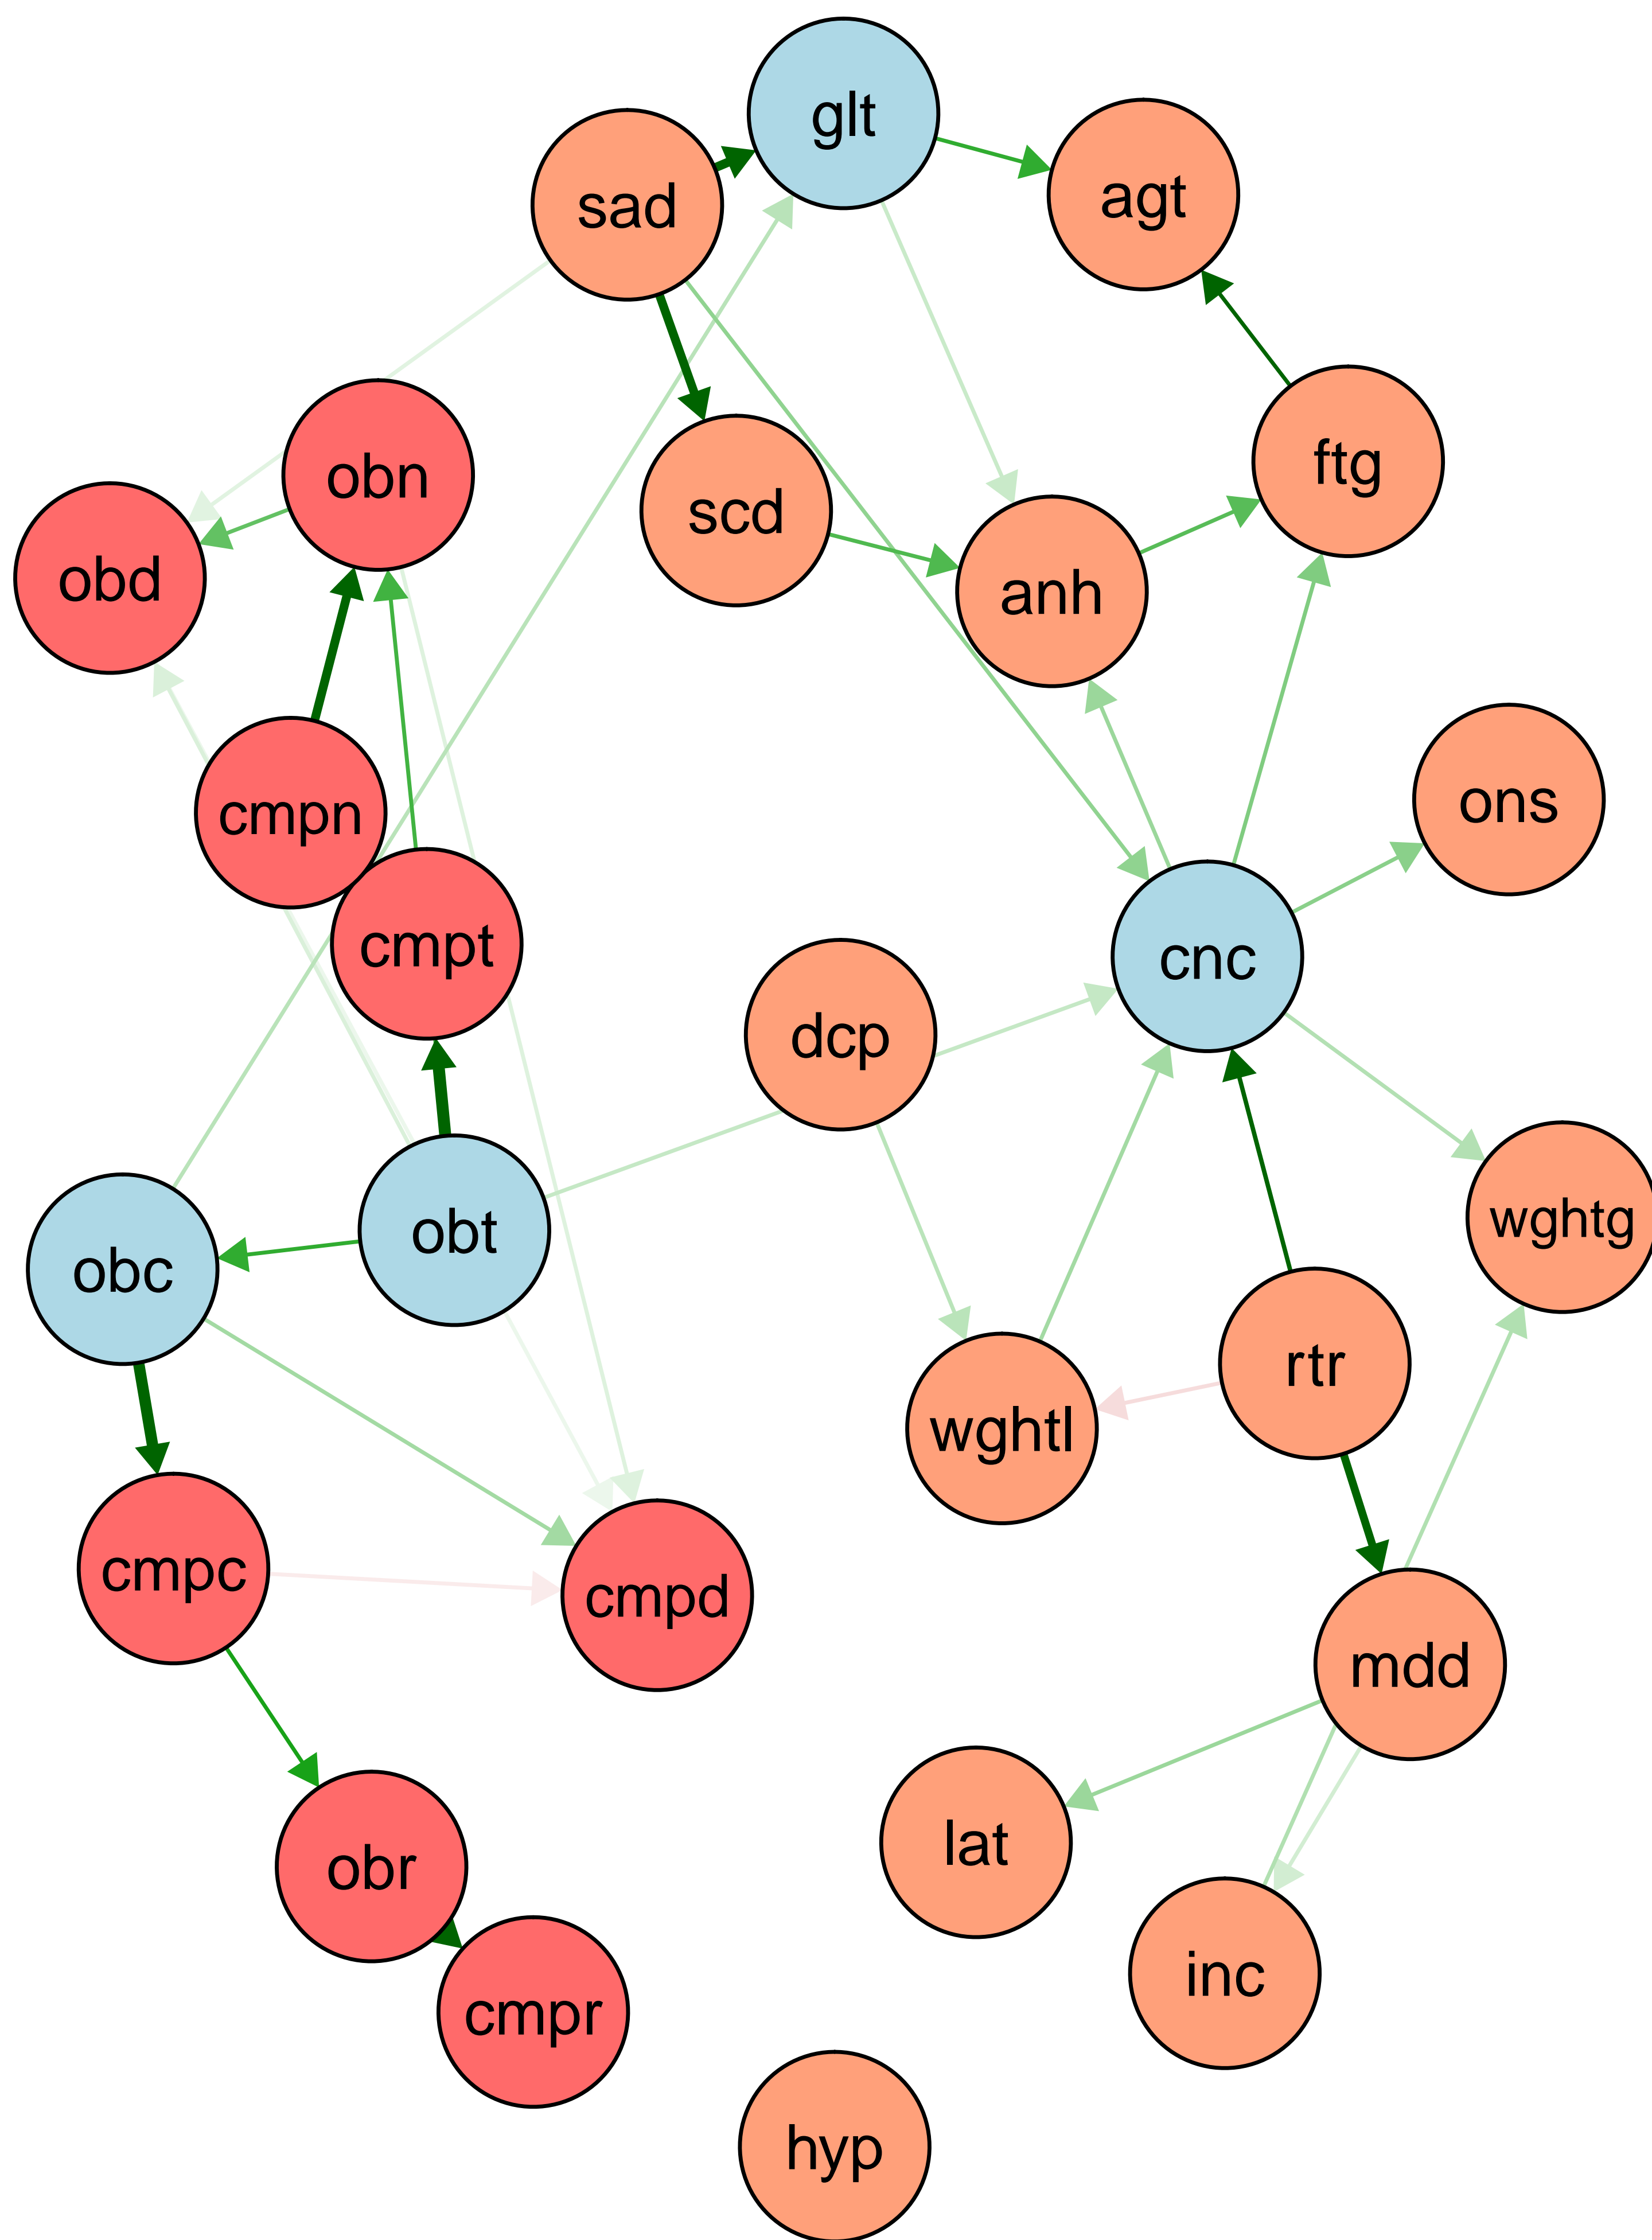 glt
agt
sad
ftg
obn
scd
obd
anh
ons
cmpn
cmpt
cnc
dcp
wghtg
obt
obc
rtr
wghtl
cmpc
cmpd
mdd
lat
obr
inc
cmpr
hyp